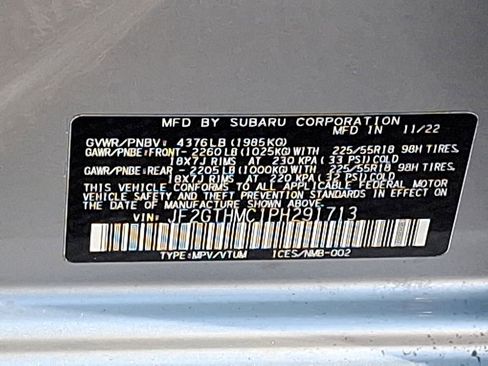 MFD BY SUBARU CORPORATION
MFD IN 11/22
GVWR/PNBV- 4376LB(1985KG)
GAWR/PNBE:FRONT- 2260LB(1025KG)WITH 225/55R18 98H TIRES,
18X7J RIMS AT 230 KPA(33 PSI)COLD
GAWR/PNBE:REAR - 2205LB(1000KG)WITH 225/55R18 98H TIRES,
18X7J RIMS AT 220 KPA(32 PSI)COLD
THIS VEHICLE CONFORMS TO ALL APPLICABLE FEDERAL MOTOR
VEHICLE SAFETY AND THEFT PREVENTION STANDARDS IN EFFECT ON THE
DATE OF MANUFACTURE SHOWN ABOVE.
VIN: JF2GTHMC1PH291713
TYPE:MPV/VTUM ICES/NMB-002